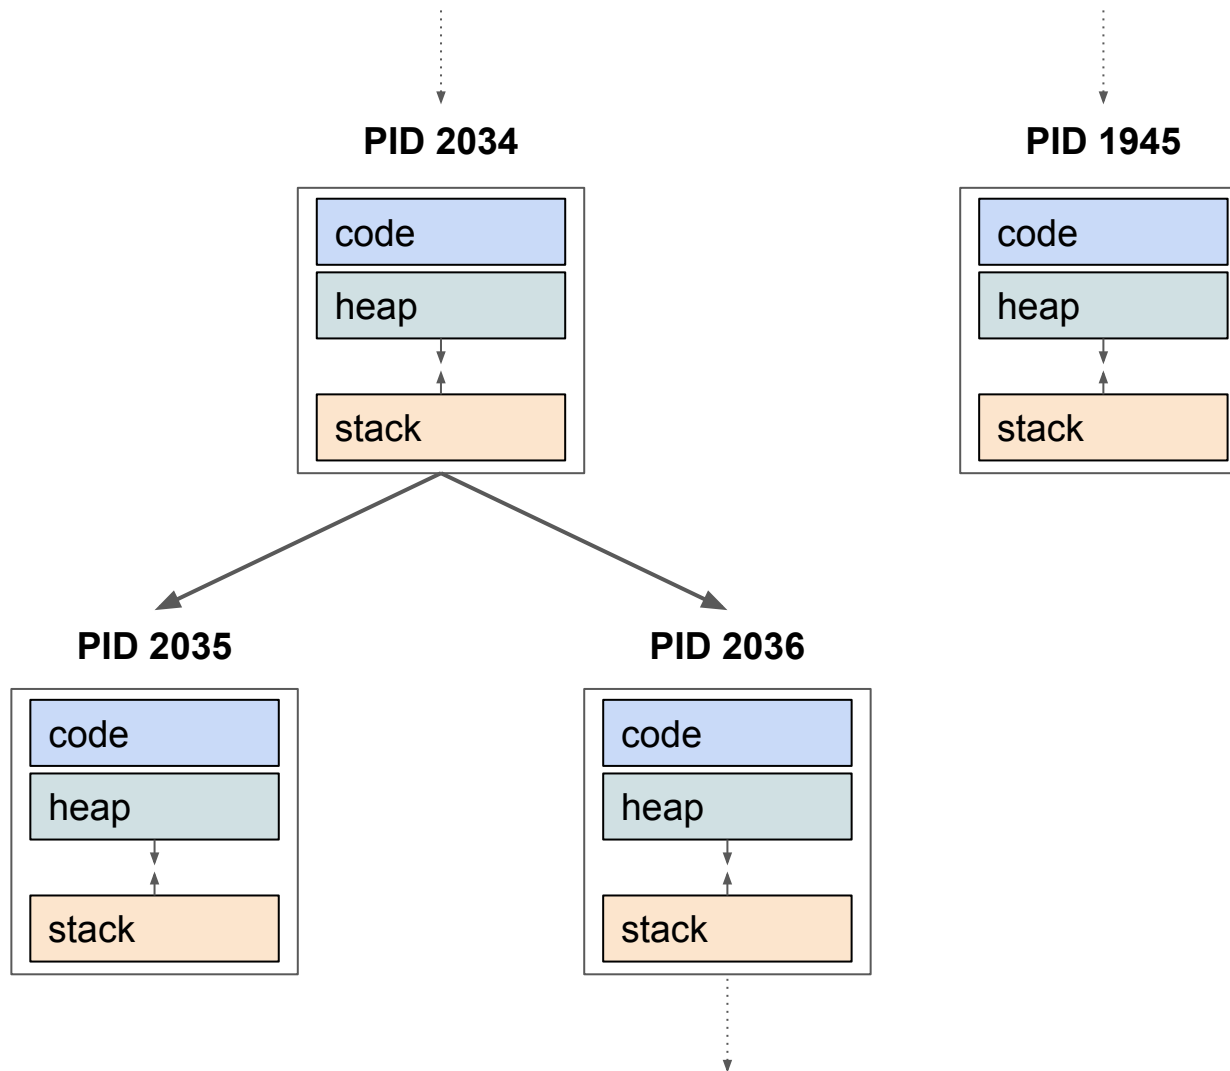 PID 2034
code
heap
stack
PID 1945
code
heap
stack
PID 2035
code
heap
stack
PID 2036
code
heap
stack